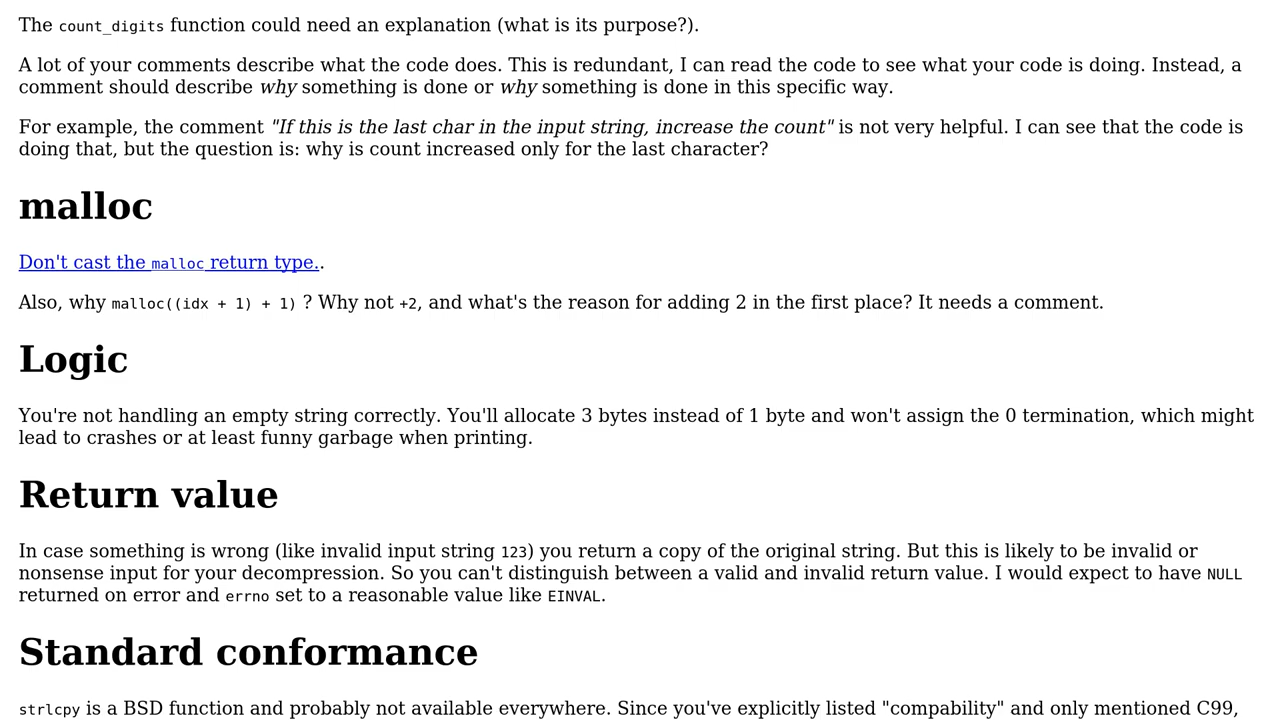 The count_digits function could need an explanation (what is its purpose?).
A lot of your comments describe what the code does. This is redundant, I can read the code to see what your code is doing. Instead, a
comment should describe why something is done or why something is done in this specific way.
For example, the comment "If this is the last char in the input string, increase the count" is not very helpful. I can see that the code is
doing that, but the question is: why is count increased only for the last character?
malloc
Don't cast the malloc return type..
Also, why malloc((idx + 1) + 1) ? Why not +2, and what's the reason for adding 2 in the first place? It needs a comment.
Logic
You're not handling an empty string correctly. You'll allocate 3 bytes instead of 1 byte and won't assign the 0 termination, which might
lead to crashes or at least funny garbage when printing.
Return value
In case something is wrong (like invalid input string 123) you return a copy of the original string. But this is likely to be invalid or
nonsense input for your decompression. So you can't distinguish between a valid and invalid return value. I would expect to have NULL
returned on error and errno set to a reasonable value like EINVAL.
Standard conformance
strlcpy is a BSD function and probably not available everywhere. Since you've explicitly listed "compability" and only mentioned C99,